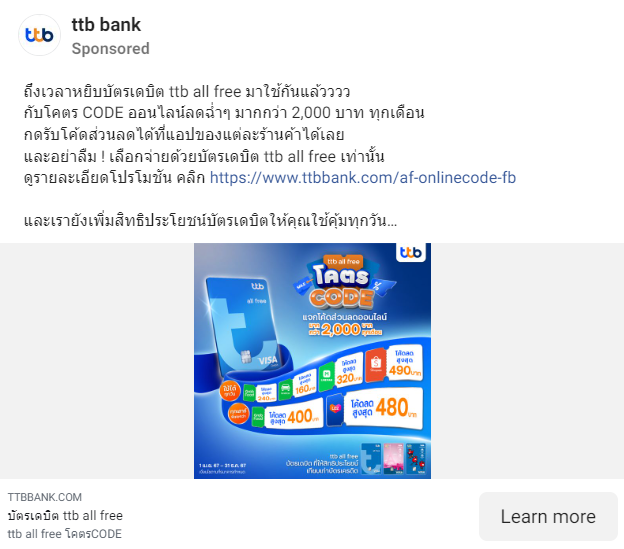 ttb bank
Sponsored
ถึงเวลาหยิบบัตรเดบิต ttb all free มาใช้กันแล้วววว
กับโคตร CODE ออนไลน์ลดฉ่ำๆ มากกว่า 2,000 บาท ทุกเดือน
กดรับโค้ดส่วนลดได้ที่แอปของแต่ละร้านค้าได้เลย
และอย่าลืม ! เลือกจ่ายด้วยบัตรเดบิต ttb all free เท่านั้น
ดูรายละเอียดโปรโมชัน คลิก https://www.ttbbank.com/af-onlinecode-fb
และเรายังเพิ่มสิทธิประโยชน์บัตรเดบิตให้คุณใช้คุ้มทุกวัน...
ttb
ttb all free
โคตร
CODE
แจกโค้ดส่วนลดออนไลน์
มากกว่า 2,000 บาท ทุกเดือน
ttb
all free
VISA
โค้ดลดสูงสุด 240 บาท
โค้ดลดสูงสุด 160 บาท
โค้ดลดสูงสุด 320 บาท
โค้ดลดสูงสุด 490 บาท
โค้ดลดสูงสุด 400 บาท
โค้ดลดสูงสุด 480 บาท
ttb all free
บัตรเดบิต ที่ให้สิทธิประโยชน์
เทียบเท่าบัตรเครดิต
TTBBANK.COM
บัตรเดบิต ttb all free
ttb all free โคตรCODE
Learn more